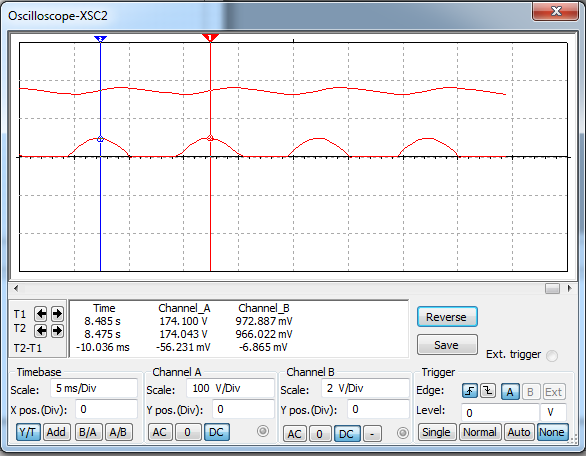 Oscilloscope-XSC2
1 1
T1 Time Channel_A Channel_B
8.485 s 174.100 V 972.887 mV
T2 8.475 s 174.043 V 966.022 mV
T2-T1 -10.036 ms -56.231 mV -6.865 mV
Reverse
Save
Ext. trigger
Timebase Channel A Channel B Trigger
Scale: 5 ms/Div Scale: 100 V/Div Scale: 2 V/Div Edge: A B Ext
X pos.(Div): 0 Y pos.(Div): 0 Y pos.(Div): 0 Level: 0 V
Y/T Add B/A A/B AC 0 DC AC 0 DC - Single Normal Auto None